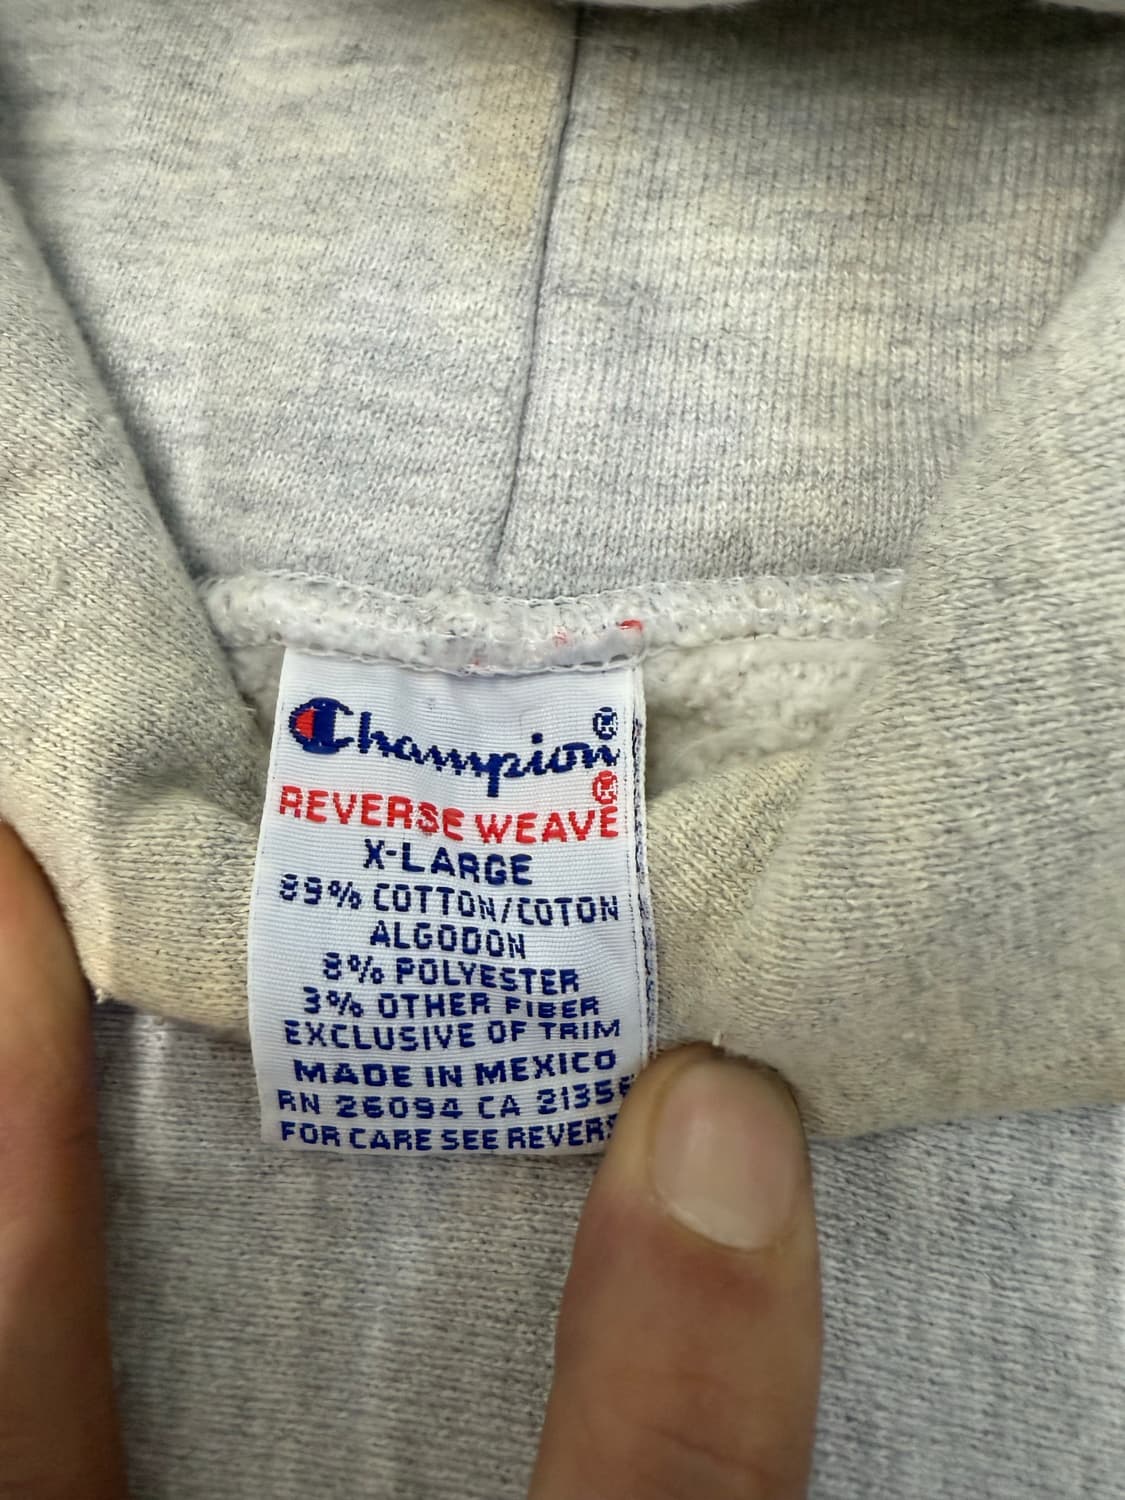 Champion®
REVERSE WEAVE®
X-LARGE
89% COTTON/COTON
ALGODON
8% POLYESTER
3% OTHER FIBER
EXCLUSIVE OF TRIM
MADE IN MEXICO
RN 26094 CA
FOR CARE SEE